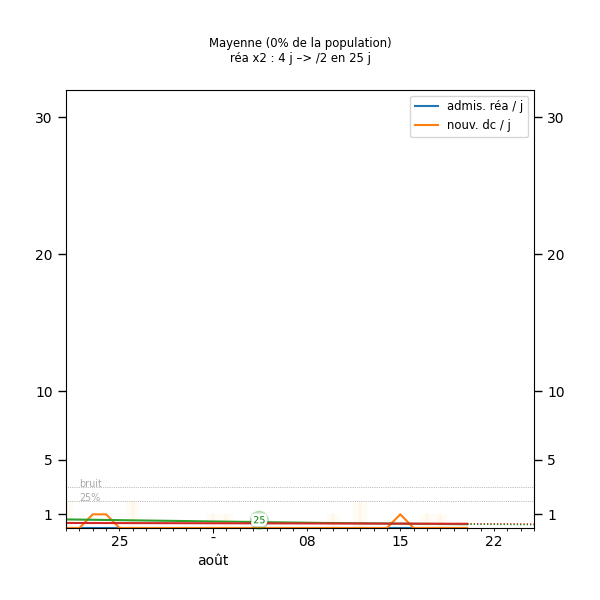 Mayenne (0% de la population)
réa x2 : 4 j –> /2 en 25 j
admis. réa / j
nouv. dc / j
30 30
20 20
10 10
5 5
bruit
25%
1 1
25
25 - 08 15 22
août